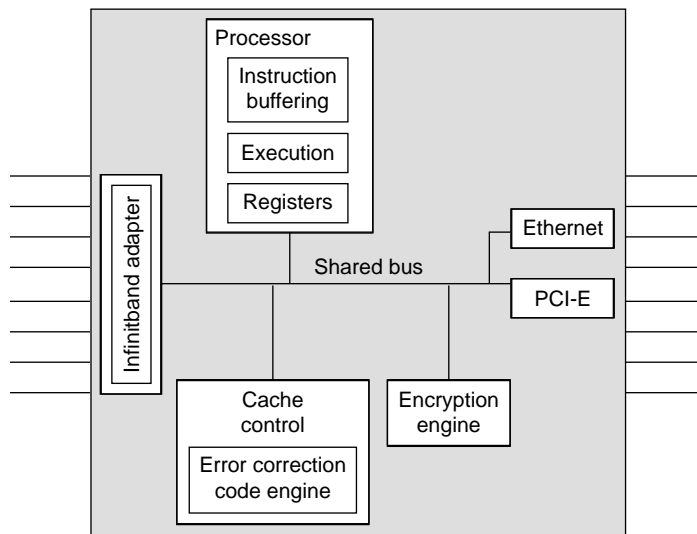 Processor
Instruction
buffering
Execution
Registers
Infinitband adapter
Shared bus
Ethernet
PCI-E
Cache
control
Error correction
code engine
Encryption
engine